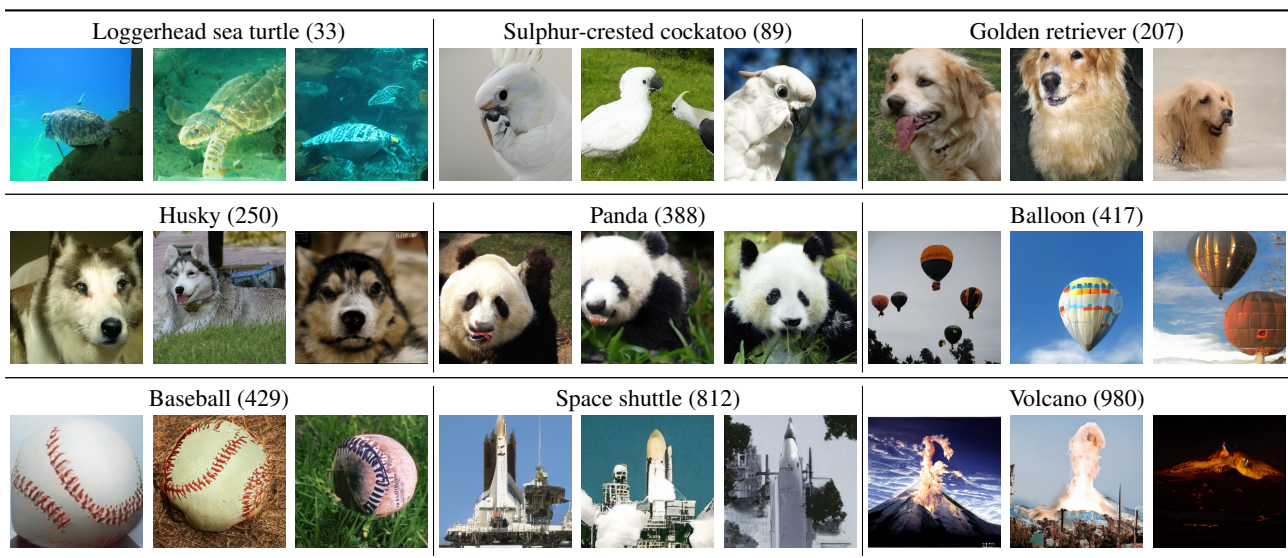 Loggerhead sea turtle (33)
Sulphur-crested cockatoo (89)
Golden retriever (207)
Husky (250)
Panda (388)
Balloon (417)
Baseball (429)
Space shuttle (812)
Volcano (980)